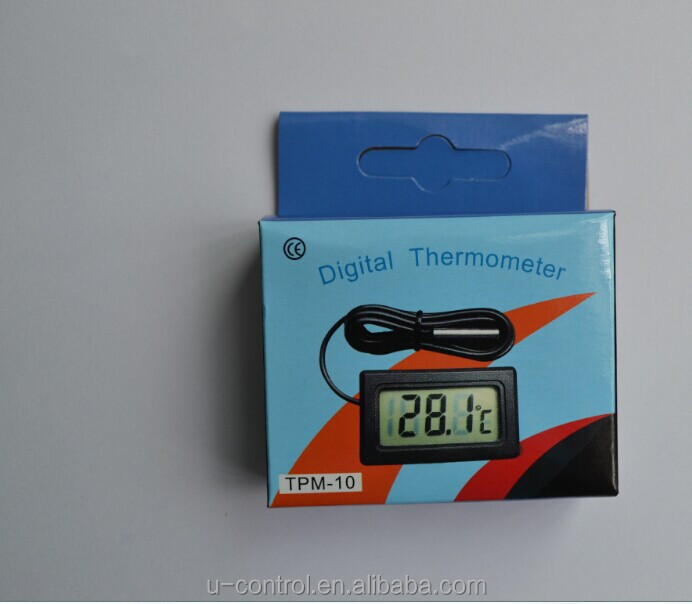 CE
Digital Thermometer
28.1°C
TPM-10
u-control.en.alibaba.com